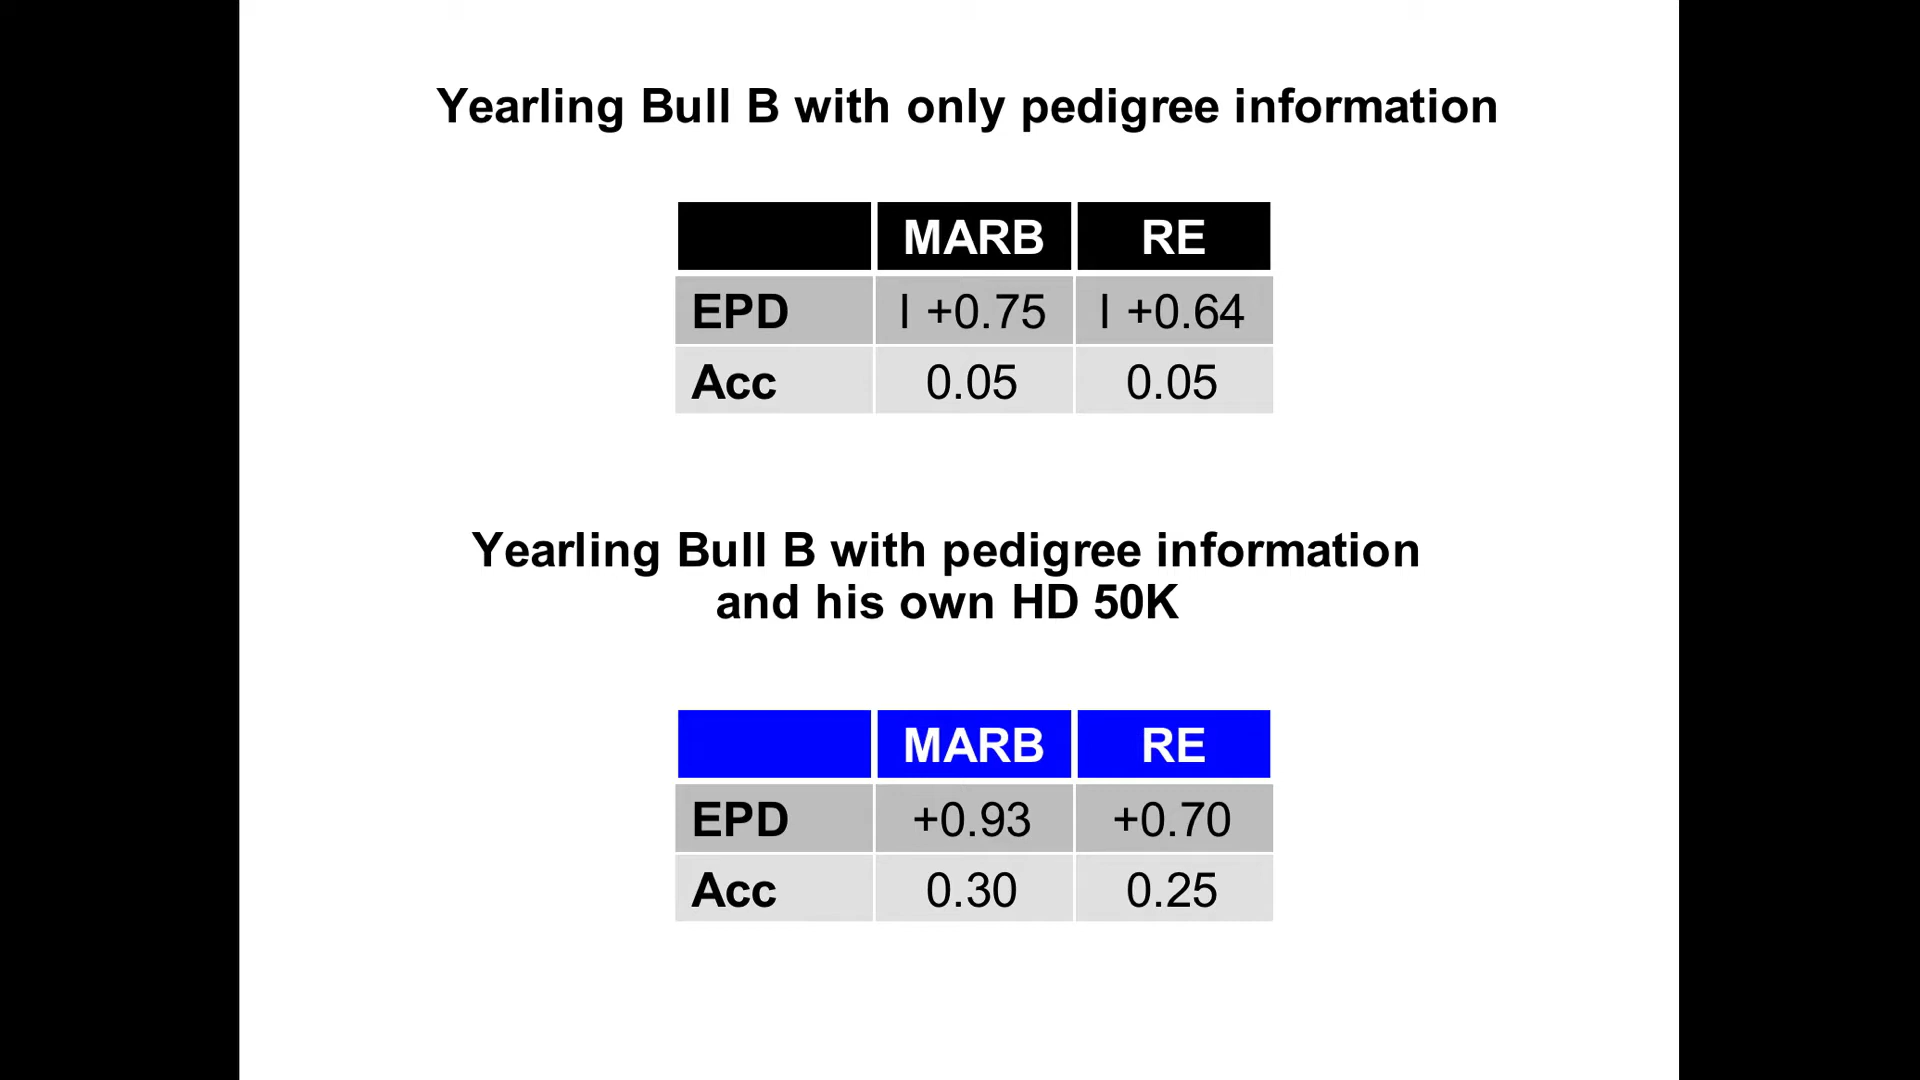 Yearling Bull B with only pedigree information
MARB RE
EPD I +0.75 I +0.64
Acc 0.05 0.05
Yearling Bull B with pedigree information
and his own HD 50K
MARB RE
EPD +0.93 +0.70
Acc 0.30 0.25